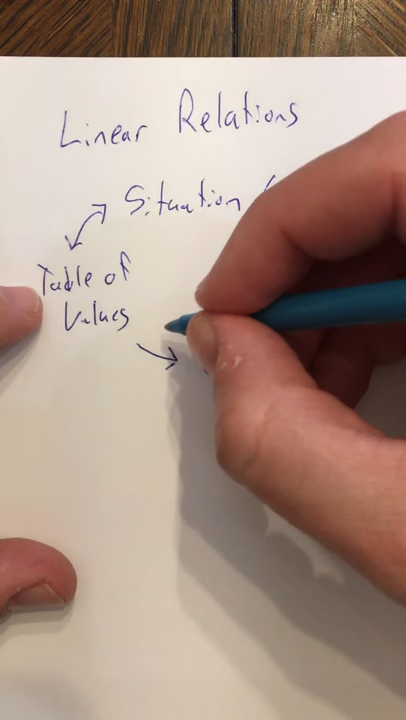 Linear Relations
Situation
Table of
Values